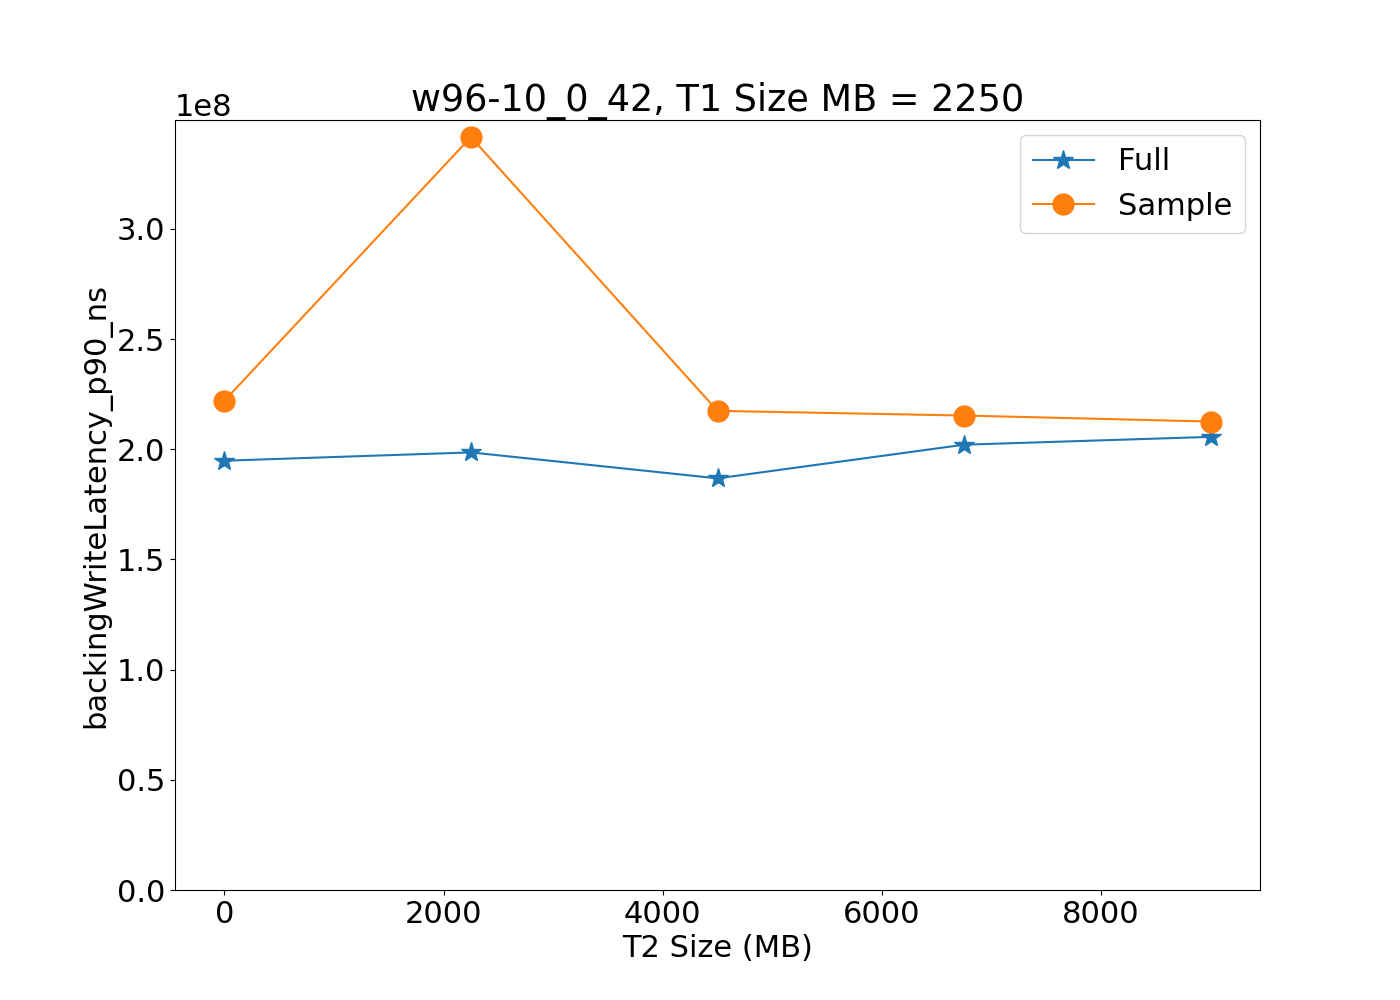 w96-10_0_42, T1 Size MB = 2250
1e8
Full
Sample
3.0
2.5
2.0
1.5
1.0
0.5
0.0
backingWriteLatency_p90_ns
0 2000 4000 6000 8000
T2 Size (MB)